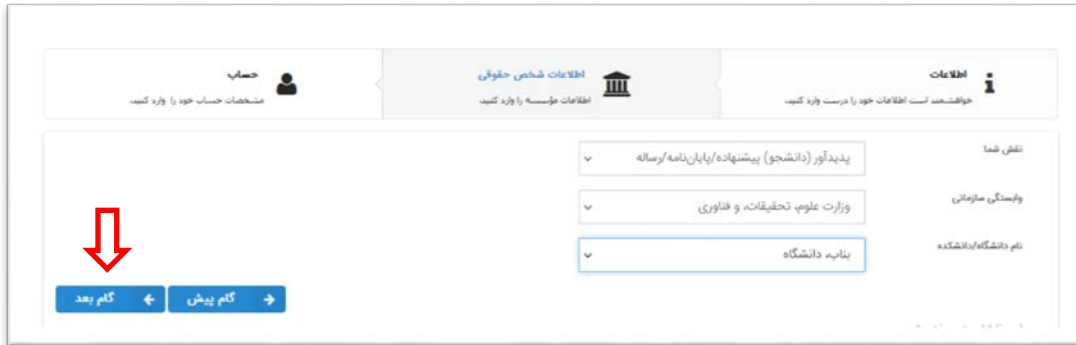 اطلاعات
خواهشمند است اطلاعات خود را درست وارد کنید.
اطلاعات شخص حقوقی
اطلاعات مؤسسه را وارد کنید.
حساب
مشخصات حساب خود را وارد کنید.
نقش شما
پدیدآور (دانشجو) پیشنهاده/پایان‌نامه/رساله
وابستگی سازمانی
وزارت علوم، تحقیقات، و فناوری
نام دانشگاه/دانشکده
بناب، دانشگاه
گام پیش
گام بعد